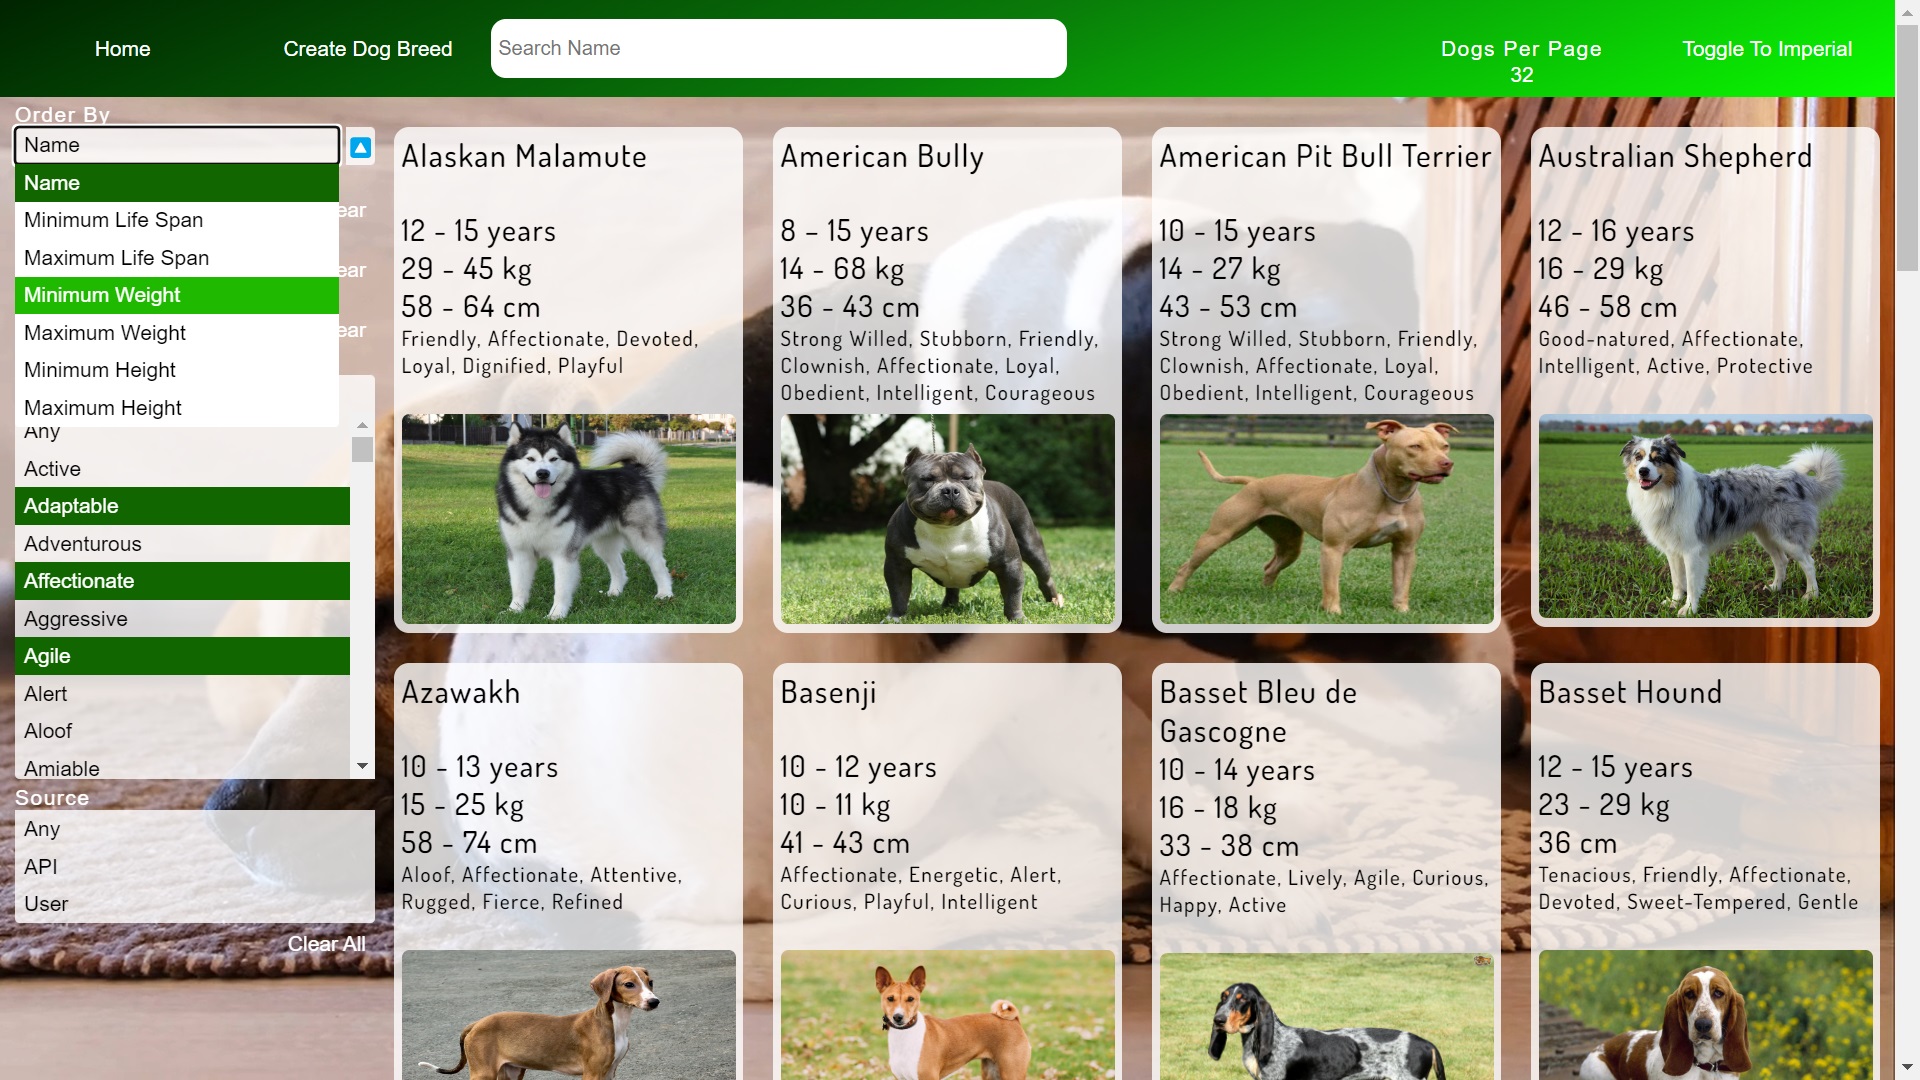 Home
Create Dog Breed
Search Name
Dogs Per Page
32
Toggle To Imperial
Order By
Name
Name
Minimum Life Span
Maximum Life Span
Minimum Weight
Maximum Weight
Minimum Height
Maximum Height
ear
ear
ear
Any
Active
Adaptable
Adventurous
Affectionate
Aggressive
Agile
Alert
Aloof
Amiable
Source
Any
API
User
Clear All
Alaskan Malamute
12 - 15 years
29 - 45 kg
58 - 64 cm
Friendly, Affectionate, Devoted,
Loyal, Dignified, Playful
American Bully
8 – 15 years
14 - 68 kg
36 - 43 cm
Strong Willed, Stubborn, Friendly,
Clownish, Affectionate, Loyal,
Obedient, Intelligent, Courageous
American Pit Bull Terrier
10 - 15 years
14 - 27 kg
43 - 53 cm
Strong Willed, Stubborn, Friendly,
Clownish, Affectionate, Loyal,
Obedient, Intelligent, Courageous
Australian Shepherd
12 - 16 years
16 - 29 kg
46 - 58 cm
Good-natured, Affectionate,
Intelligent, Active, Protective
Azawakh
10 - 13 years
15 - 25 kg
58 - 74 cm
Aloof, Affectionate, Attentive,
Rugged, Fierce, Refined
Basenji
10 - 12 years
10 - 11 kg
41 - 43 cm
Affectionate, Energetic, Alert,
Curious, Playful, Intelligent
Basset Bleu de
Gascogne
10 - 14 years
16 - 18 kg
33 - 38 cm
Affectionate, Lively, Agile, Curious,
Happy, Active
Basset Hound
12 - 15 years
23 - 29 kg
36 cm
Tenacious, Friendly, Affectionate,
Devoted, Sweet-Tempered, Gentle